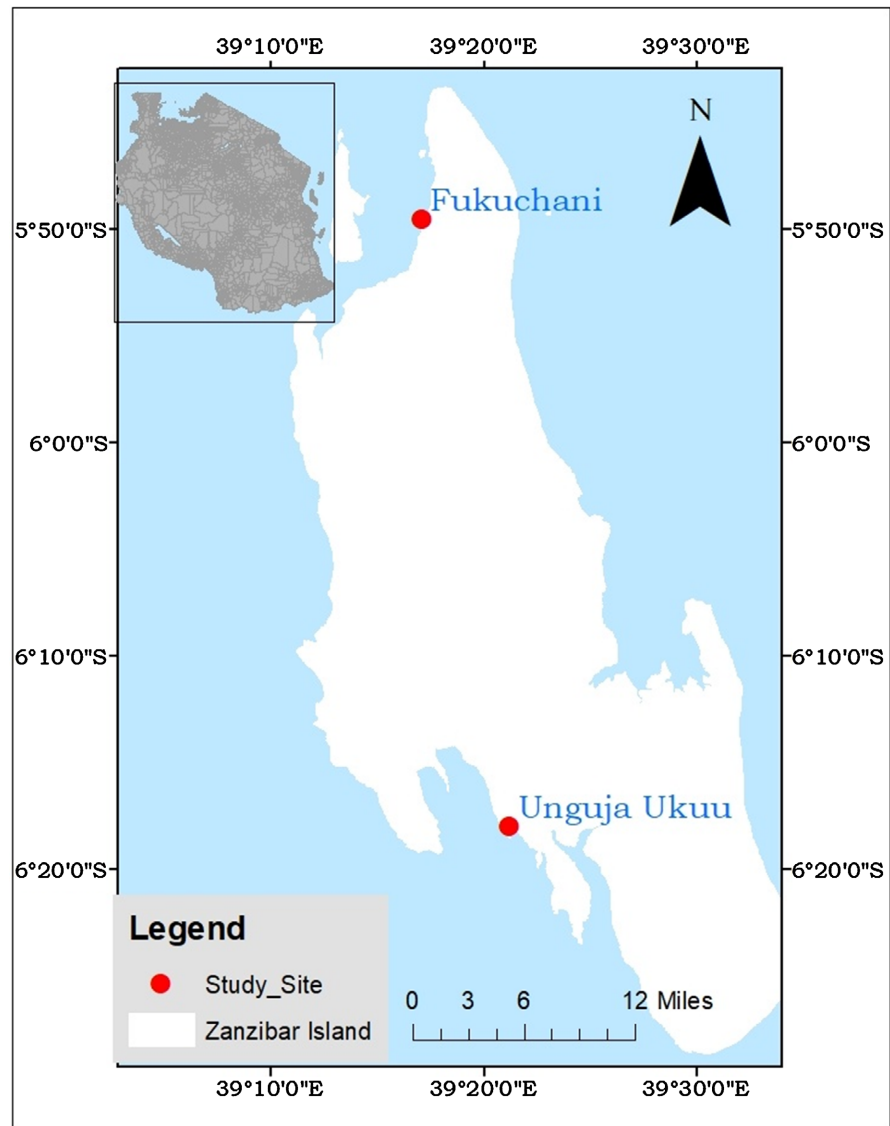 39°10'0"E 39°20'0"E 39°30'0"E
N
Fukuchani
5°50'0"S 5°50'0"S
6°0'0"S 6°0'0"S
6°10'0"S 6°10'0"S
Unguja Ukuu
6°20'0"S 6°20'0"S
Legend
Study_Site
Zanzibar Island
0 3 6 12 Miles
39°10'0"E 39°20'0"E 39°30'0"E